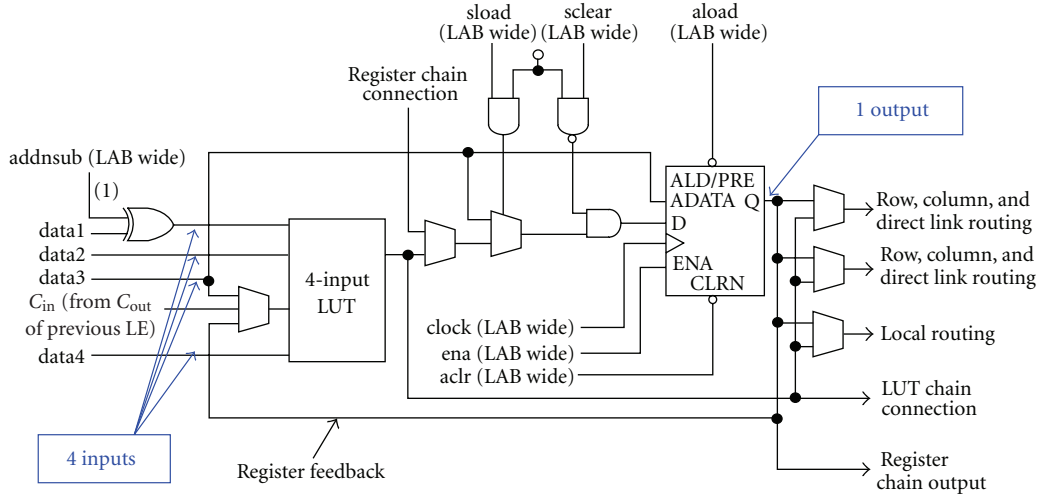 sload
(LAB wide)
sclear
(LAB wide)
aload
(LAB wide)
Register chain
connection
1 output
addnsub (LAB wide)
(1)
data1
data2
data3
Cin (from Cout
of previous LE)
data4
4-input
LUT
ALD/PRE
ADATA Q
D
ENA
CLRN
clock (LAB wide)
ena (LAB wide)
aclr (LAB wide)
Row, column, and
direct link routing
Row, column, and
direct link routing
Local routing
LUT chain
connection
4 inputs
Register feedback
Register
chain output